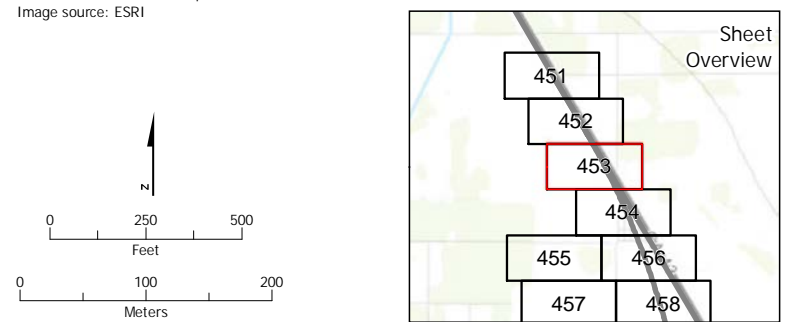 Image source: ESRI
N
0 250 500
Feet
0 100 200
Meters
Sheet
Overview
451
452
453
454
455 456
457 458